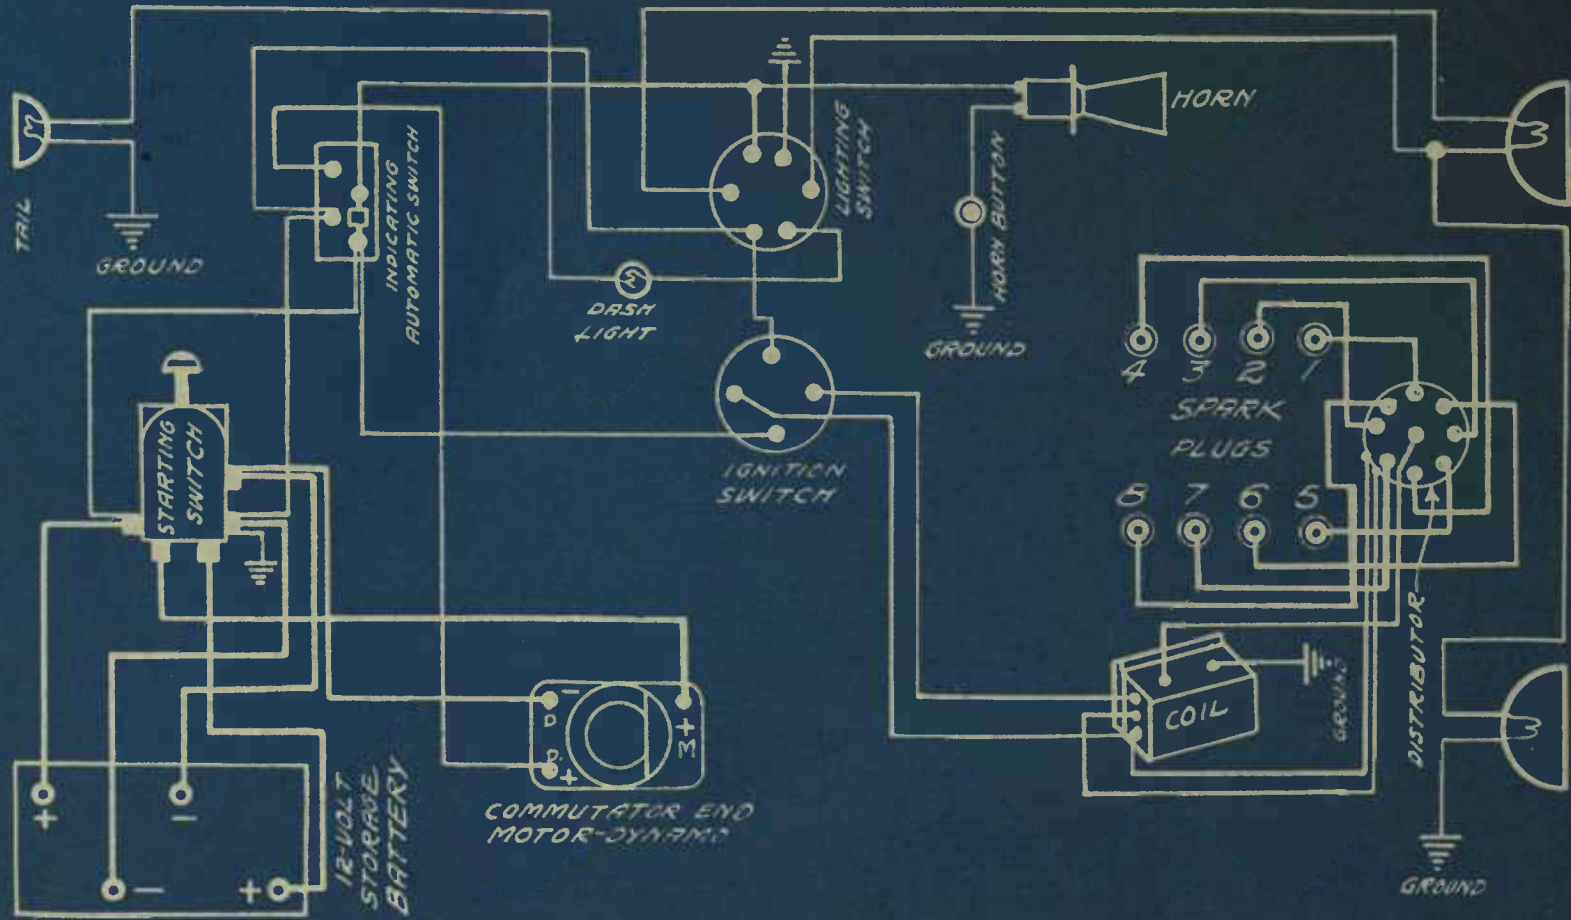 TAIL
GROUND
INDICATING
AUTOMATIC SWITCH
LIGHTING
SWITCH
HORN
HORN BUTTON
GROUND
DASH
LIGHT
STARTING
SWITCH
IGNITION
SWITCH
4 3 2 1
SPARK
PLUGS
8 7 6 5
DISTRIBUTOR
COIL
GROUND
GROUND
- D
D. +
M +
COMMUTATOR END
MOTOR-DYNAMO
12-VOLT
STORAGE
BATTERY
+ -
- +